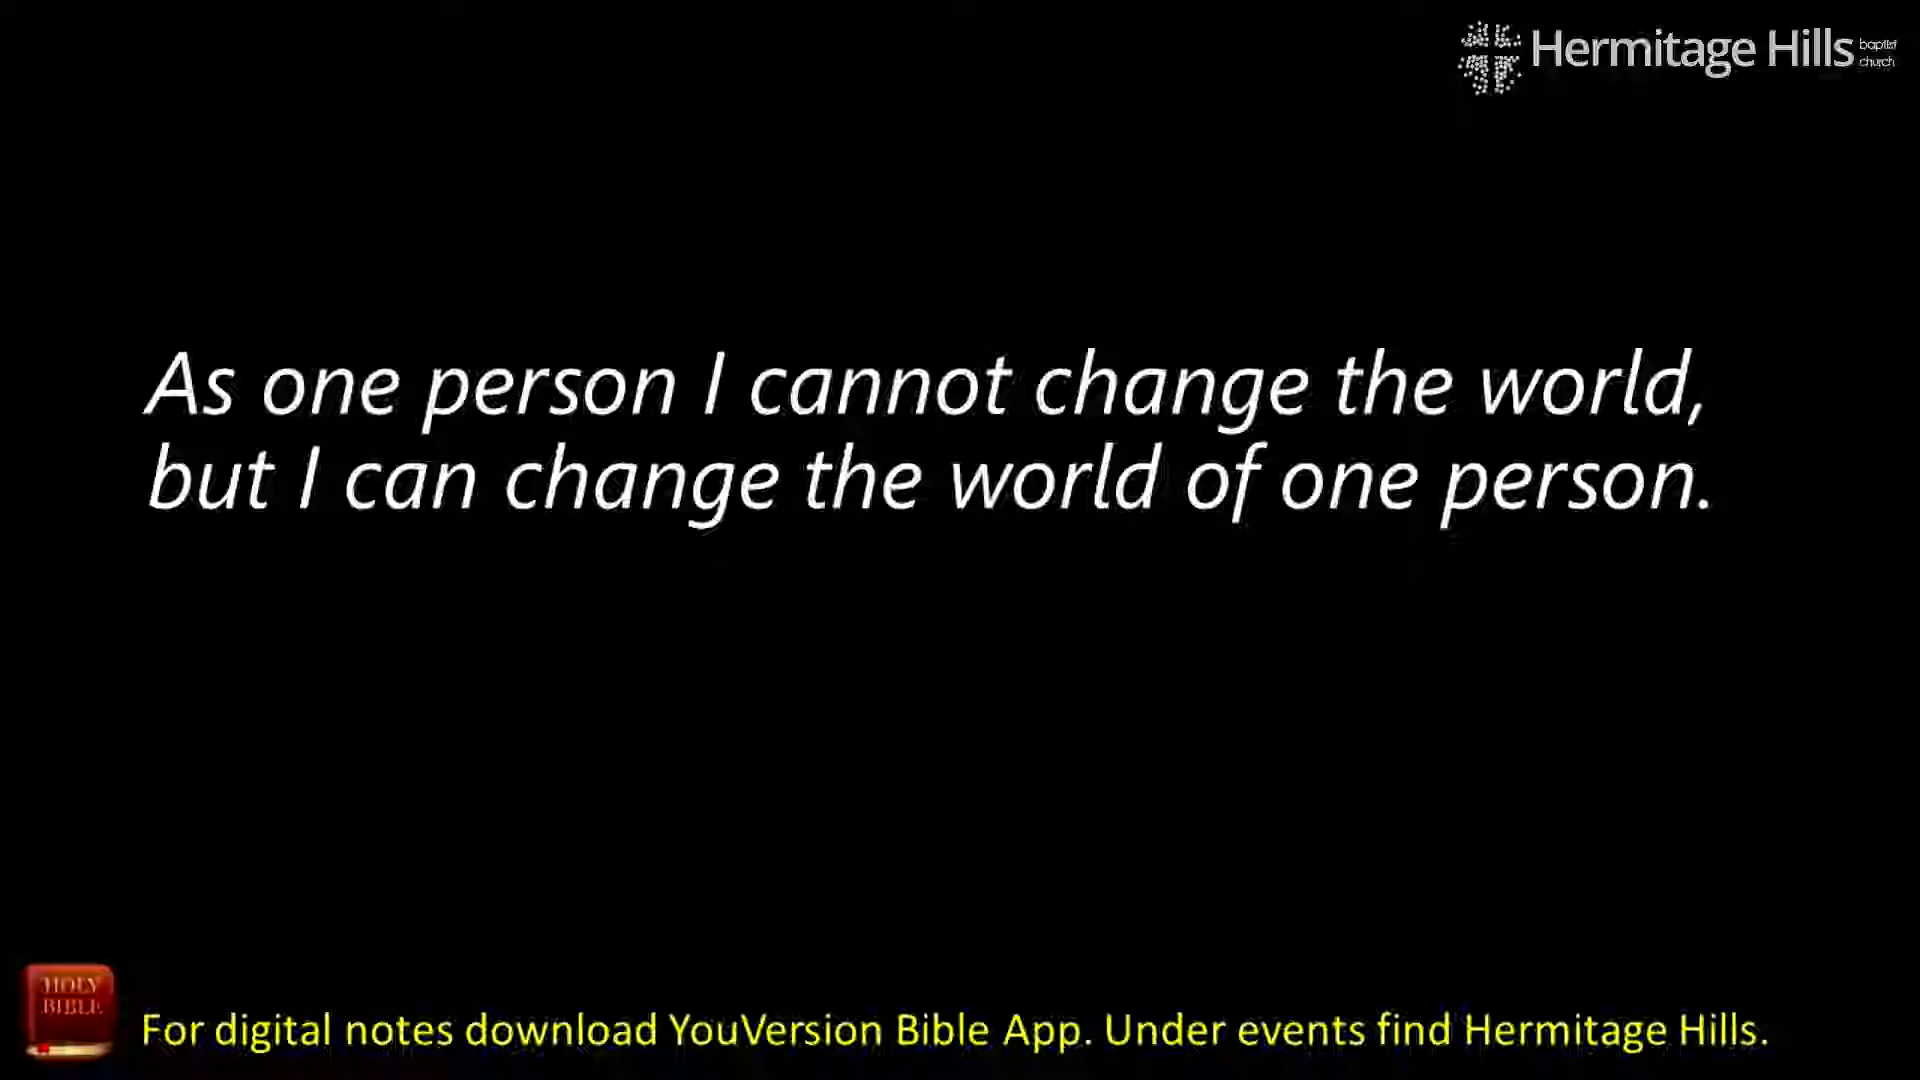 Hermitage Hills baptist church
As one person I cannot change the world,
but I can change the world of one person.
HOLY
BIBLE
For digital notes download YouVersion Bible App. Under events find Hermitage Hills.